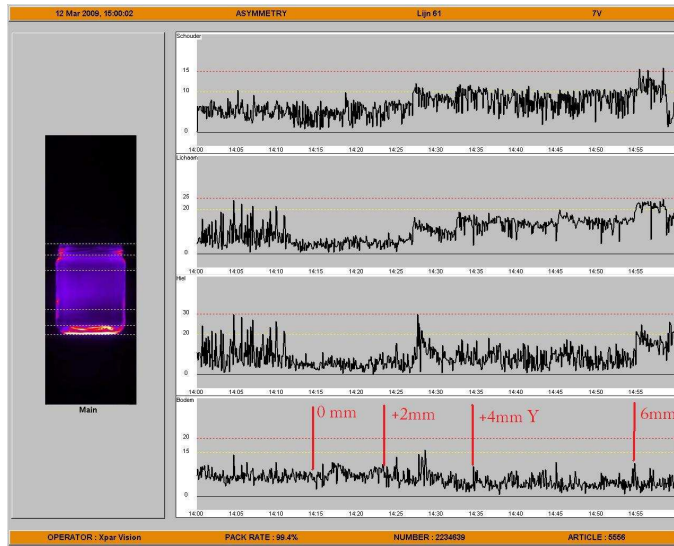 12 Mar 2009, 15:00:02 ASYMMETRY Lijn 61 7V
Schouder
15
10
0
14:00 14:05 14:10 14:15 14:20 14:25 14:30 14:35 14:40 14:45 14:50 14:55
Lichaam
25
20
0
14:00 14:05 14:10 14:15 14:20 14:25 14:30 14:35 14:40 14:45 14:50 14:55
Hiel
30
20
0
14:00 14:05 14:10 14:15 14:20 14:25 14:30 14:35 14:40 14:45 14:50 14:55
Main
Bodem
0 mm +2mm +4mm Y 6mm
20
15
0
14:00 14:05 14:10 14:15 14:20 14:25 14:30 14:35 14:40 14:45 14:50 14:55
OPERATOR : Xpar Vision PACK RATE : 99.4% NUMBER : 2234639 ARTICLE : 5556